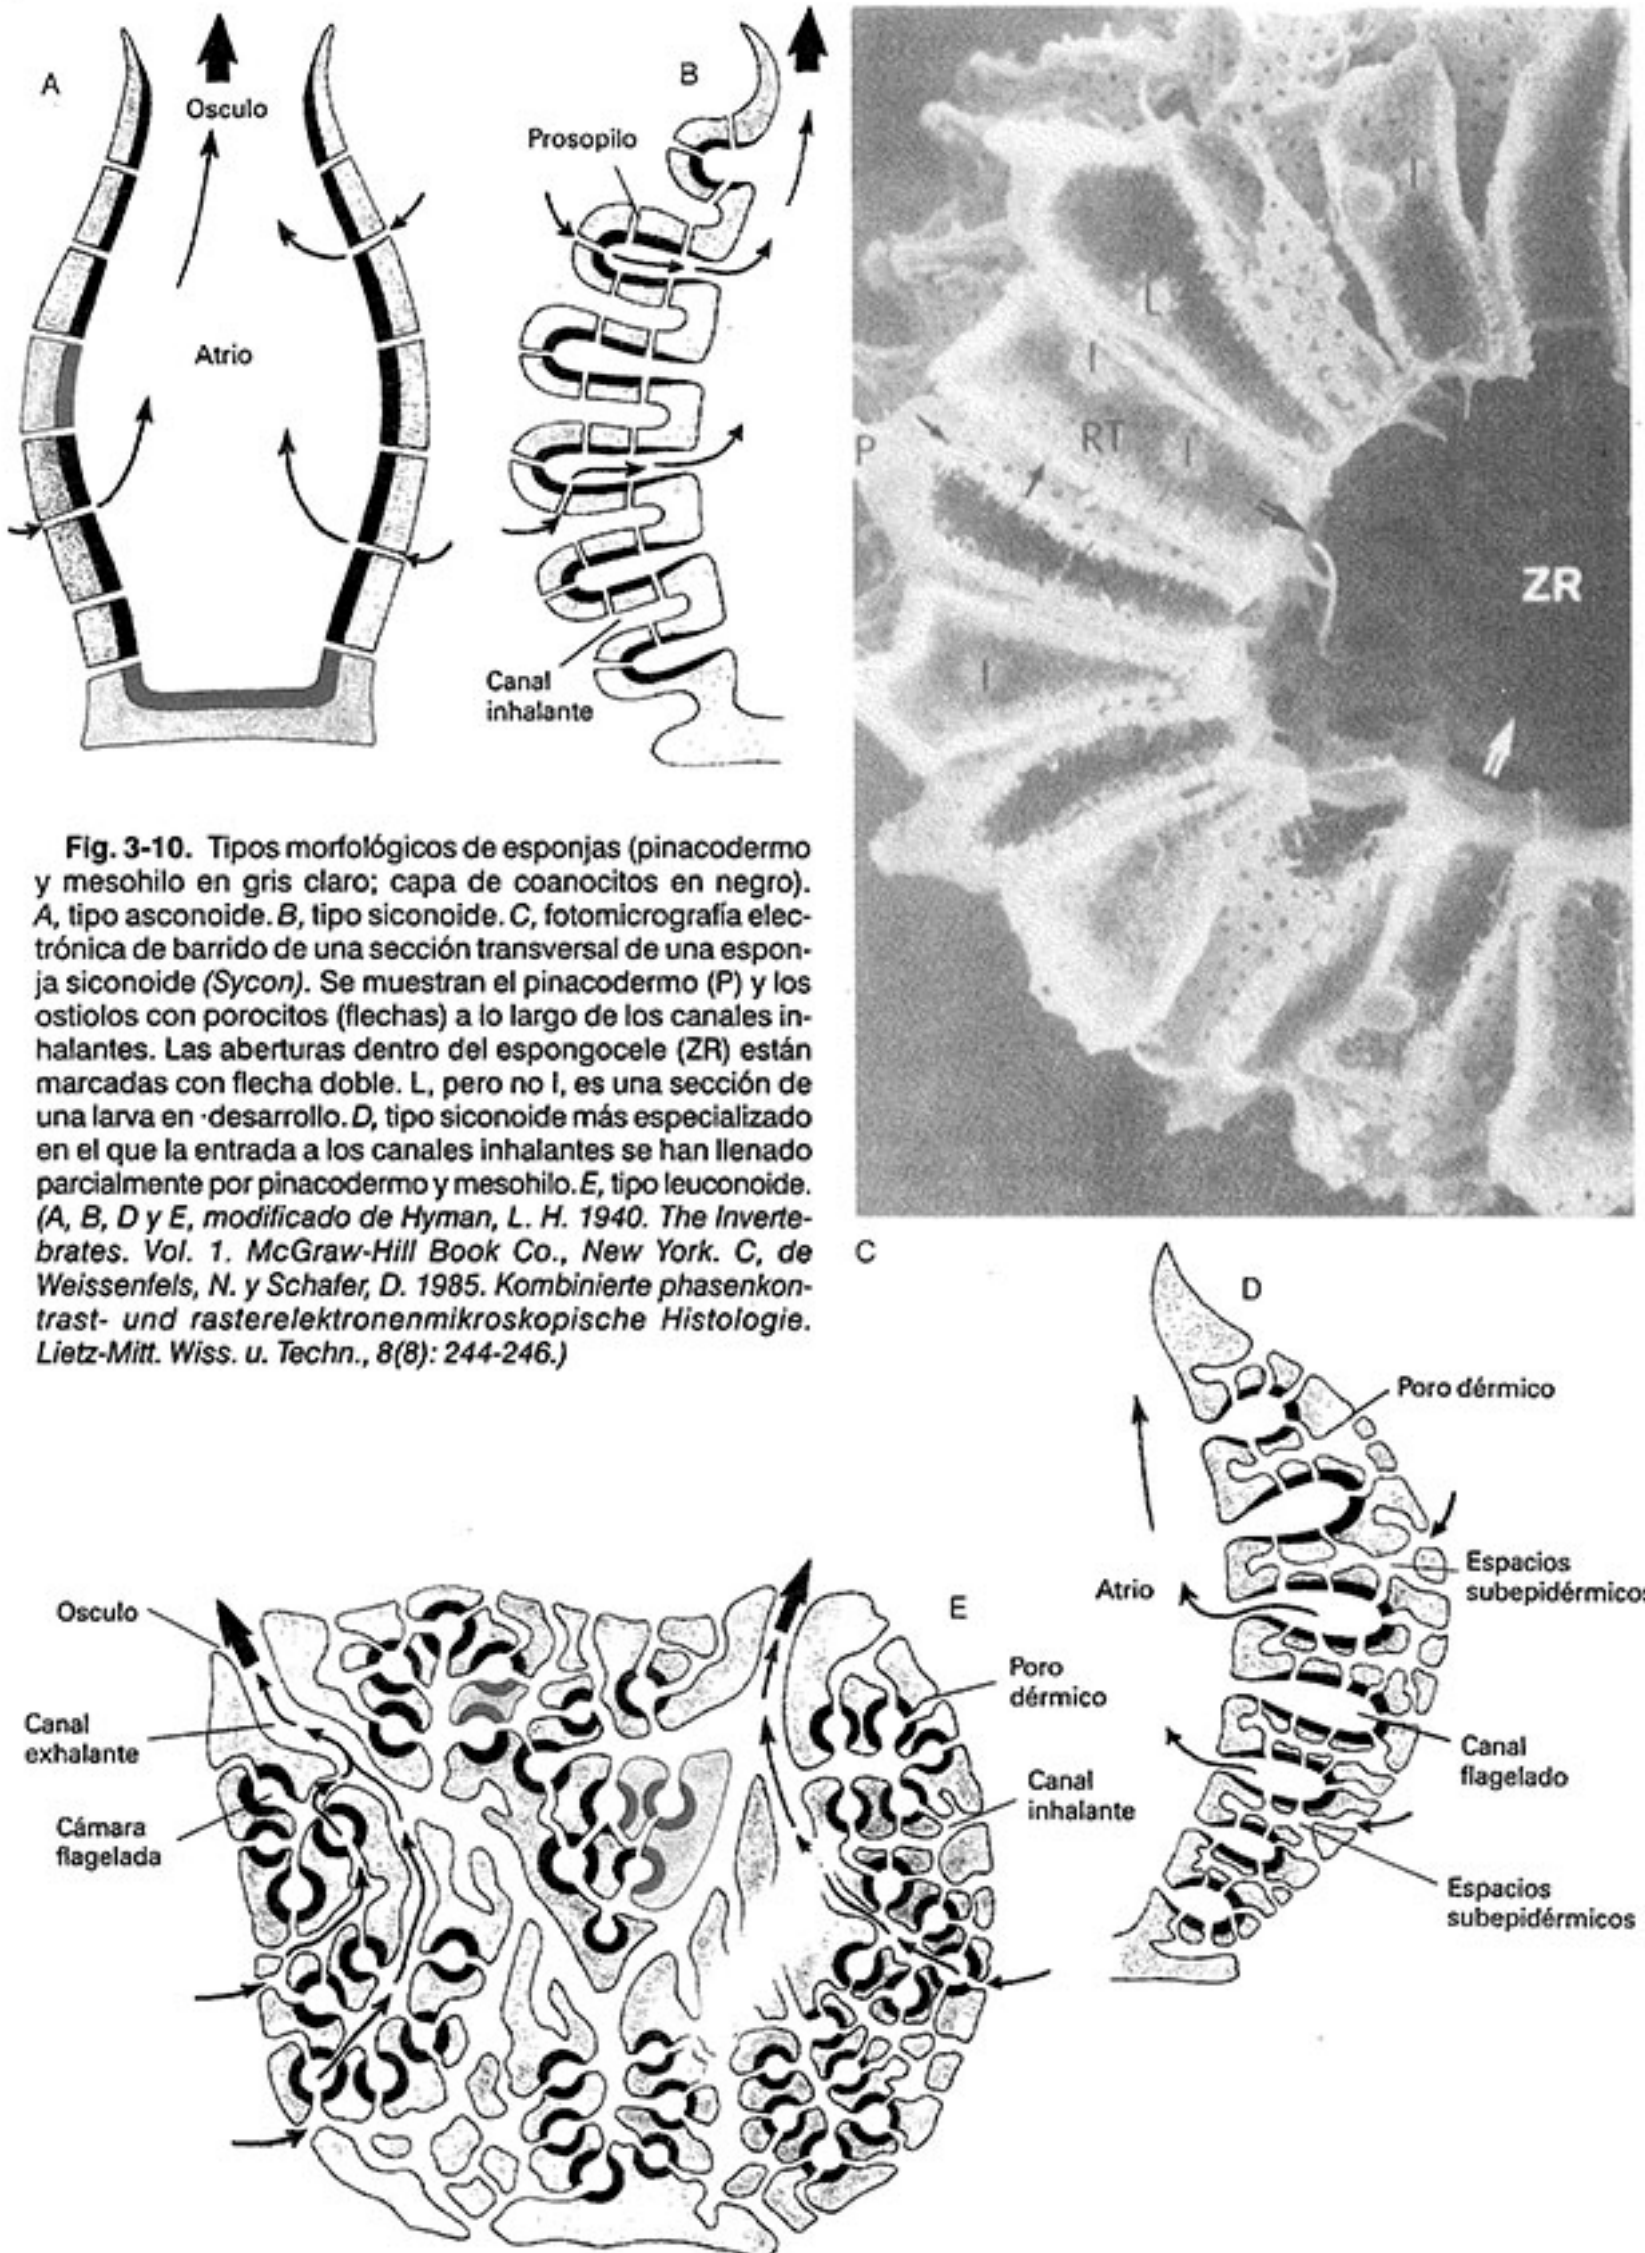 A
Osculo
Atrio
B
Prosopilo
Canal
inhalante
I
L
I
RT
I
P
I
ZR
C
Fig. 3-10. Tipos morfológicos de esponjas (pinacodermo
y mesohilo en gris claro; capa de coanocitos en negro).
A, tipo asconoide. B, tipo siconoide. C, fotomicrografía elec-
trónica de barrido de una sección transversal de una espon-
ja siconoide (Sycon). Se muestran el pinacodermo (P) y los
ostiolos con porocitos (flechas) a lo largo de los canales in-
halantes. Las aberturas dentro del espongocele (ZR) están
marcadas con flecha doble. L, pero no I, es una sección de
una larva en ·desarrollo. D, tipo siconoide más especializado
en el que la entrada a los canales inhalantes se han llenado
parcialmente por pinacodermo y mesohilo. E, tipo leuconoide.
(A, B, D y E, modificado de Hyman, L. H. 1940. The Inverte-
brates. Vol. 1. McGraw-Hill Book Co., New York. C, de
Weissenfels, N. y Schafer, D. 1985. Kombinierte phasenkon-
trast- und rasterelektronenmikroskopische Histologie.
Lietz-Mitt. Wiss. u. Techn., 8(8): 244-246.)
D
Poro dérmico
Espacios
subepidérmicos
Atrio
Canal
flagelado
Espacios
subepidérmicos
E
Osculo
Canal
exhalante
Cámara
flagelada
Poro
dérmico
Canal
inhalante